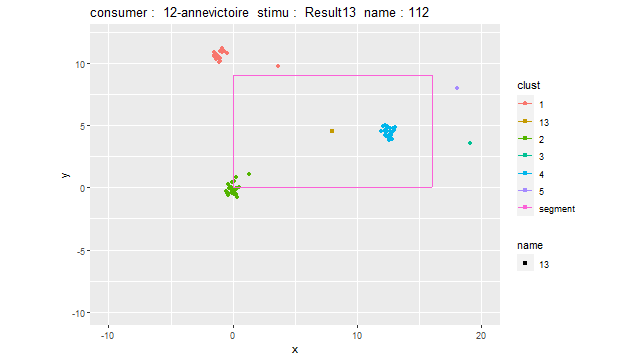 consumer : 12-annevictoire stimu : Result13 name : 112
10
5
0
-5
-10
y
-10
0
10
20
x
clust
1
13
2
3
4
5
segment
name
13